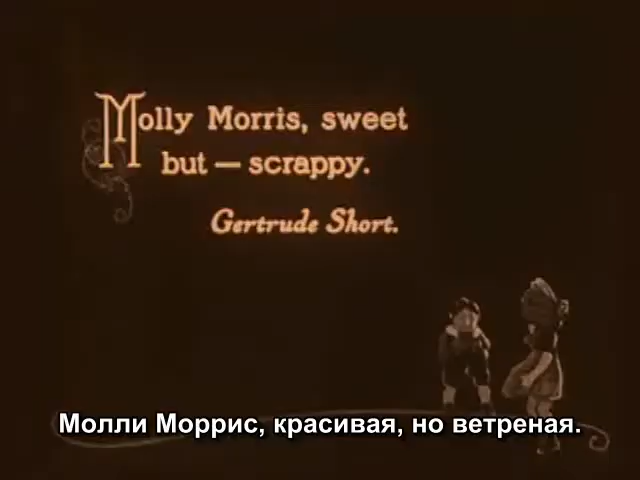 Molly Morris, sweet
but — scrappy.
Gertrude Short.
Молли Моррис, красивая, но ветреная.